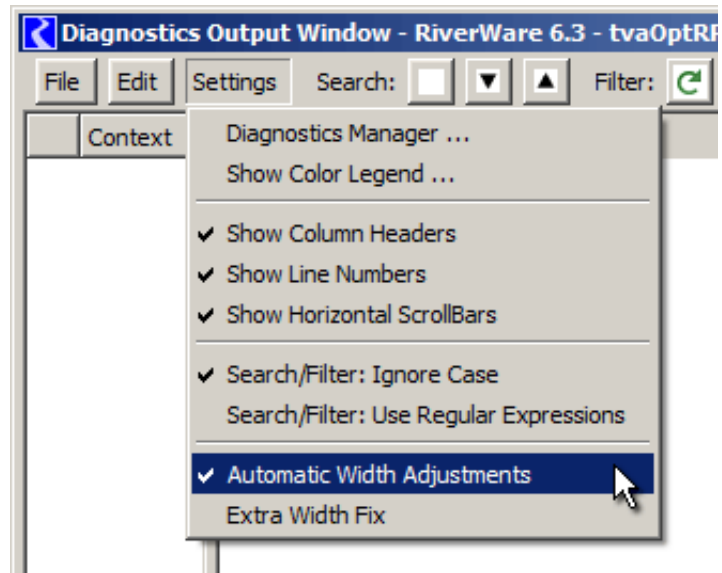 Diagnostics Output Window - RiverWare 6.3 - tvaOptRP
File Edit Settings Search: Filter:
Context
Diagnostics Manager ...
Show Color Legend ...
Show Column Headers
Show Line Numbers
Show Horizontal ScrollBars
Search/Filter: Ignore Case
Search/Filter: Use Regular Expressions
Automatic Width Adjustments
Extra Width Fix